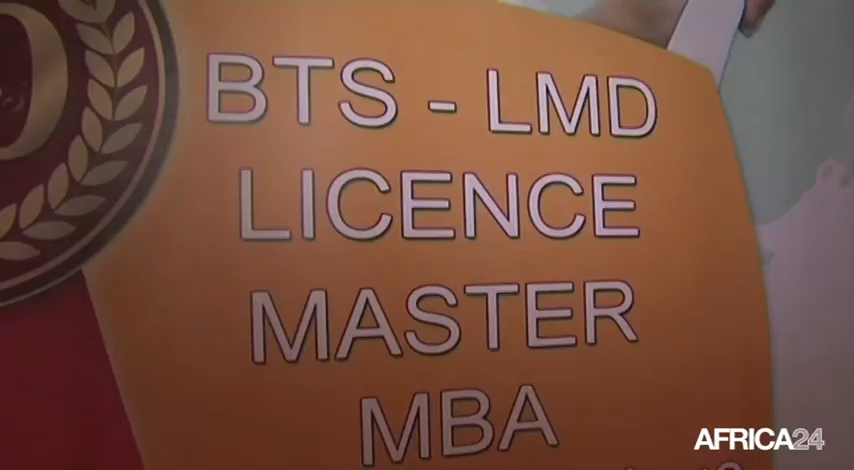 BTS - LMD
LICENCE
MASTER
MBA
AFRICA24